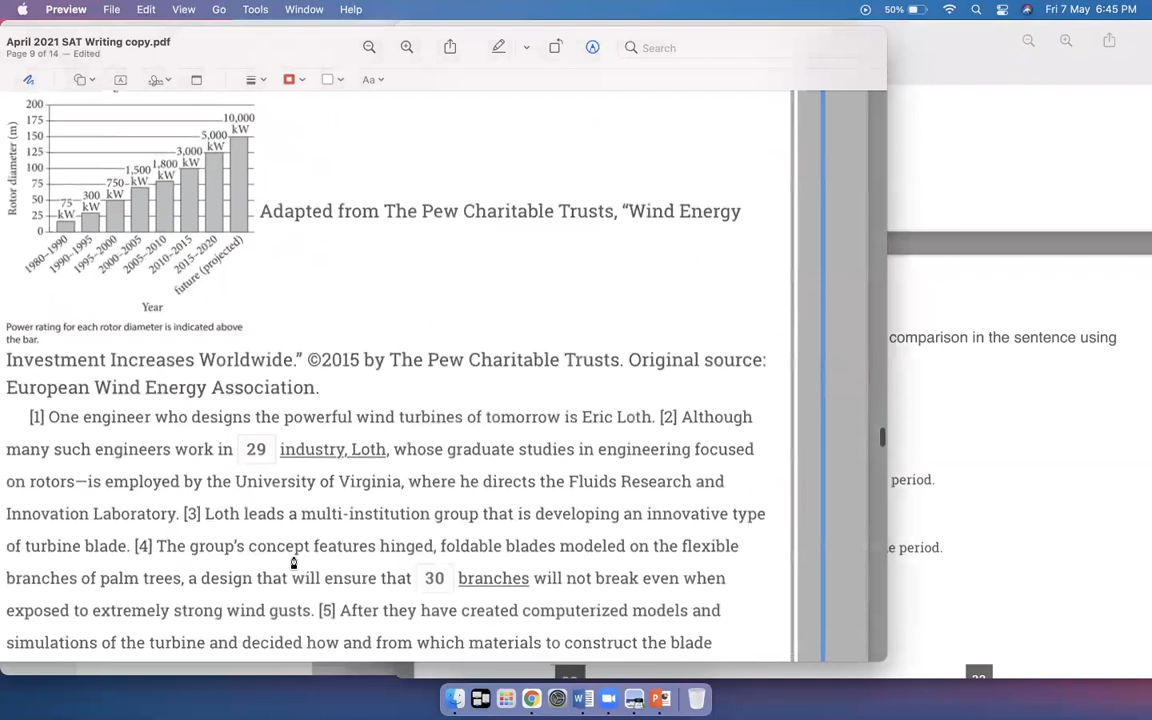 Preview File Edit View Go Tools Window Help 50% Fri 7 May 6:45 PM
April 2021 SAT Writing copy.pdf
Page 9 of 14 — Edited
Search
Aa
Rotor diameter (m)
200
175
150
125
100
75
50
25
0
75 kW
300 kW
750 kW
1,500 kW
1,800 kW
3,000 kW
5,000 kW
10,000 kW
1980–1990
1990–1995
1995–2000
2000–2005
2005–2010
2010–2015
2015–2020
future (projected)
Year
Power rating for each rotor diameter is indicated above
the bar.
Adapted from The Pew Charitable Trusts, “Wind Energy
Investment Increases Worldwide.” ©2015 by The Pew Charitable Trusts. Original source:
European Wind Energy Association.
[1] One engineer who designs the powerful wind turbines of tomorrow is Eric Loth. [2] Although
many such engineers work in 29 industry, Loth, whose graduate studies in engineering focused
on rotors—is employed by the University of Virginia, where he directs the Fluids Research and
Innovation Laboratory. [3] Loth leads a multi-institution group that is developing an innovative type
of turbine blade. [4] The group’s concept features hinged, foldable blades modeled on the flexible
branches of palm trees, a design that will ensure that 30 branches will not break even when
exposed to extremely strong wind gusts. [5] After they have created computerized models and
simulations of the turbine and decided how and from which materials to construct the blade
comparison in the sentence using
period.
e period.